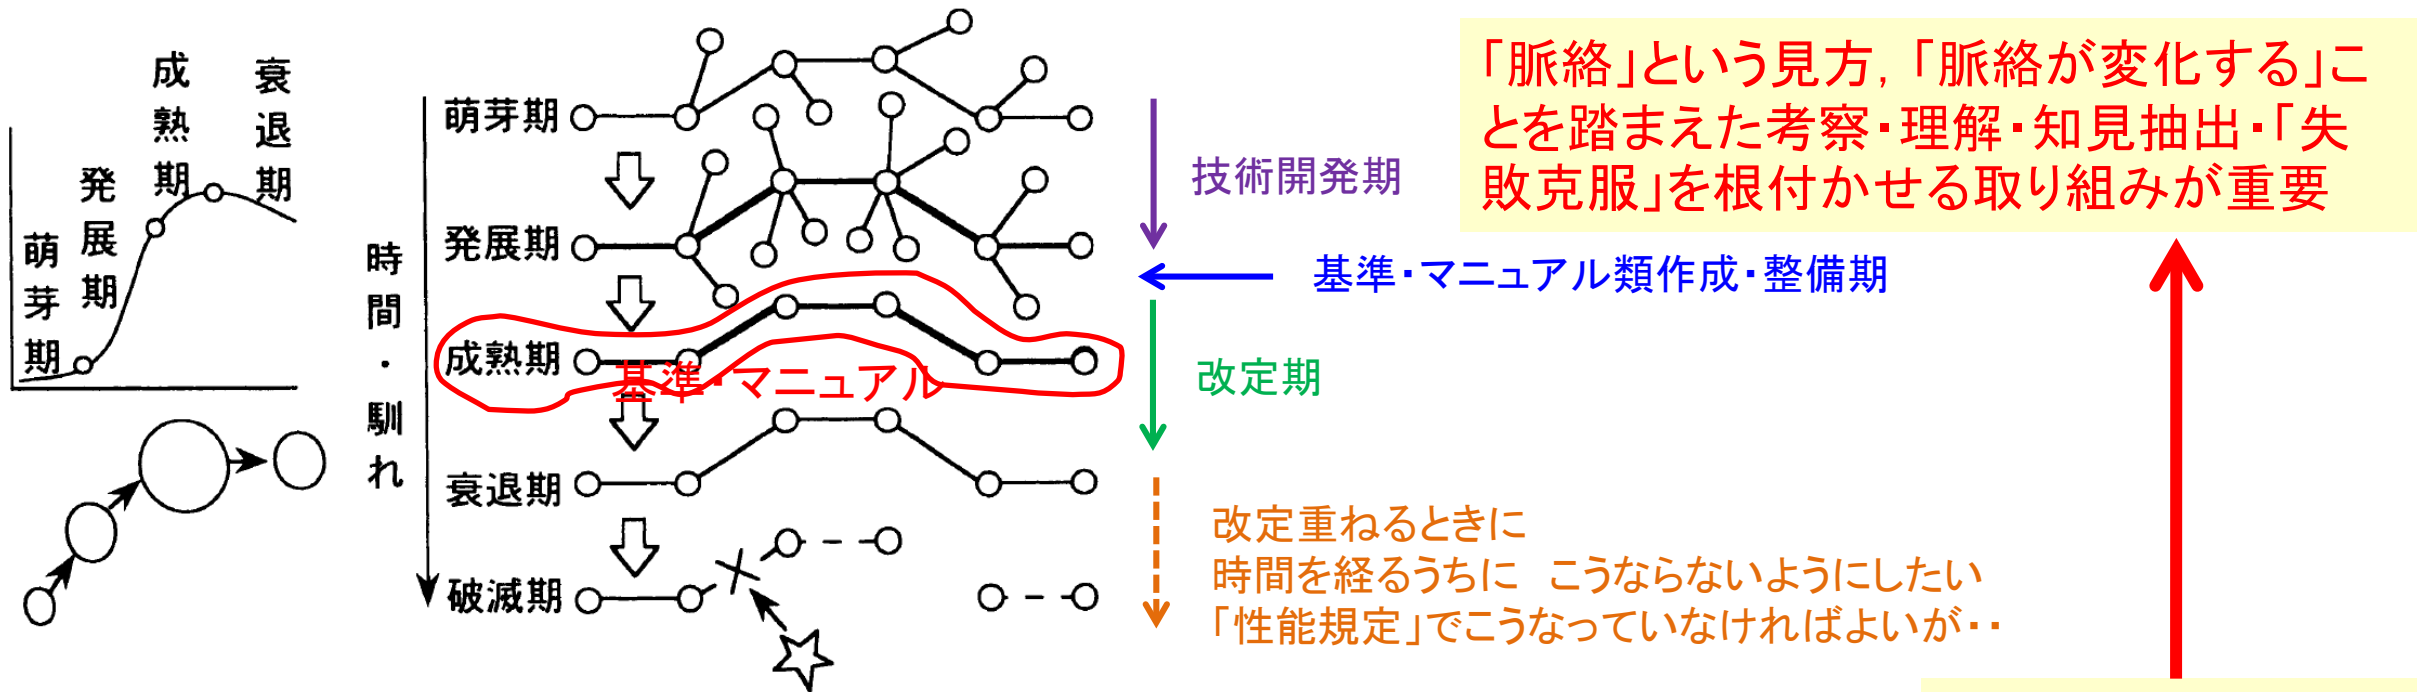 萌芽期
発展期
成熟期
衰退期
時間・馴れ
萌芽期
発展期
成熟期
基準・マニュアル
衰退期
破滅期
技術開発期
基準・マニュアル類作成・整備期
改定期
改定重ねるときに
時間を経るうちに　こうならないようにしたい
「性能規定」でこうなっていなければよいが・・
「脈絡」という見方，「脈絡が変化する」こ
とを踏まえた考察・理解・知見抽出・「失
敗克服」を根付かせる取り組みが重要